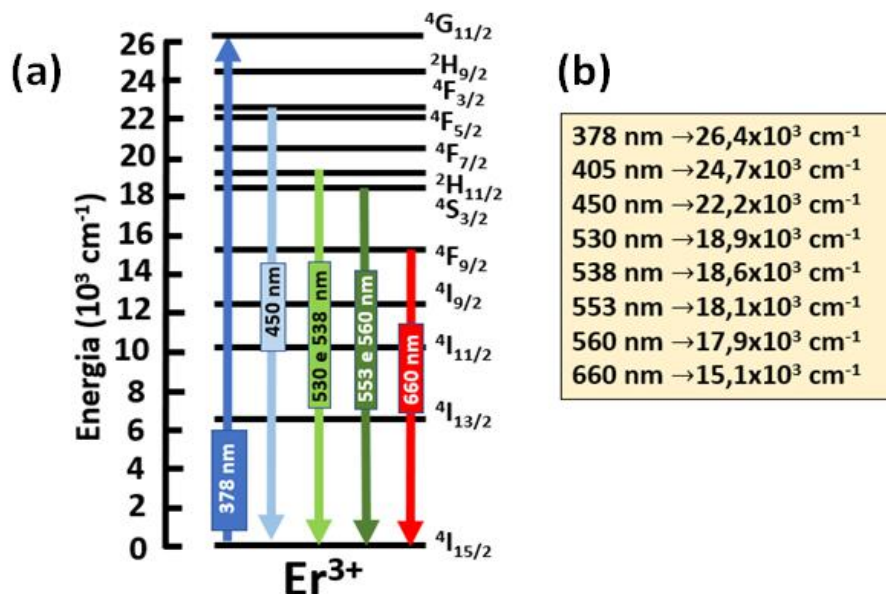 (a)
Energia (10³ cm⁻¹)
26
24
22
20
18
16
14
12
10
8
6
4
2
0
⁴G₁₁/₂
²H₉/₂
⁴F₃/₂
⁴F₅/₂
⁴F₇/₂
²H₁₁/₂
⁴S₃/₂
⁴F₉/₂
⁴I₉/₂
⁴I₁₁/₂
⁴I₁₃/₂
⁴I₁₅/₂
378 nm
450 nm
530 e 538 nm
553 e 560 nm
660 nm
Er³⁺
(b)
378 nm →26,4x10³ cm⁻¹
405 nm →24,7x10³ cm⁻¹
450 nm →22,2x10³ cm⁻¹
530 nm →18,9x10³ cm⁻¹
538 nm →18,6x10³ cm⁻¹
553 nm →18,1x10³ cm⁻¹
560 nm →17,9x10³ cm⁻¹
660 nm →15,1x10³ cm⁻¹